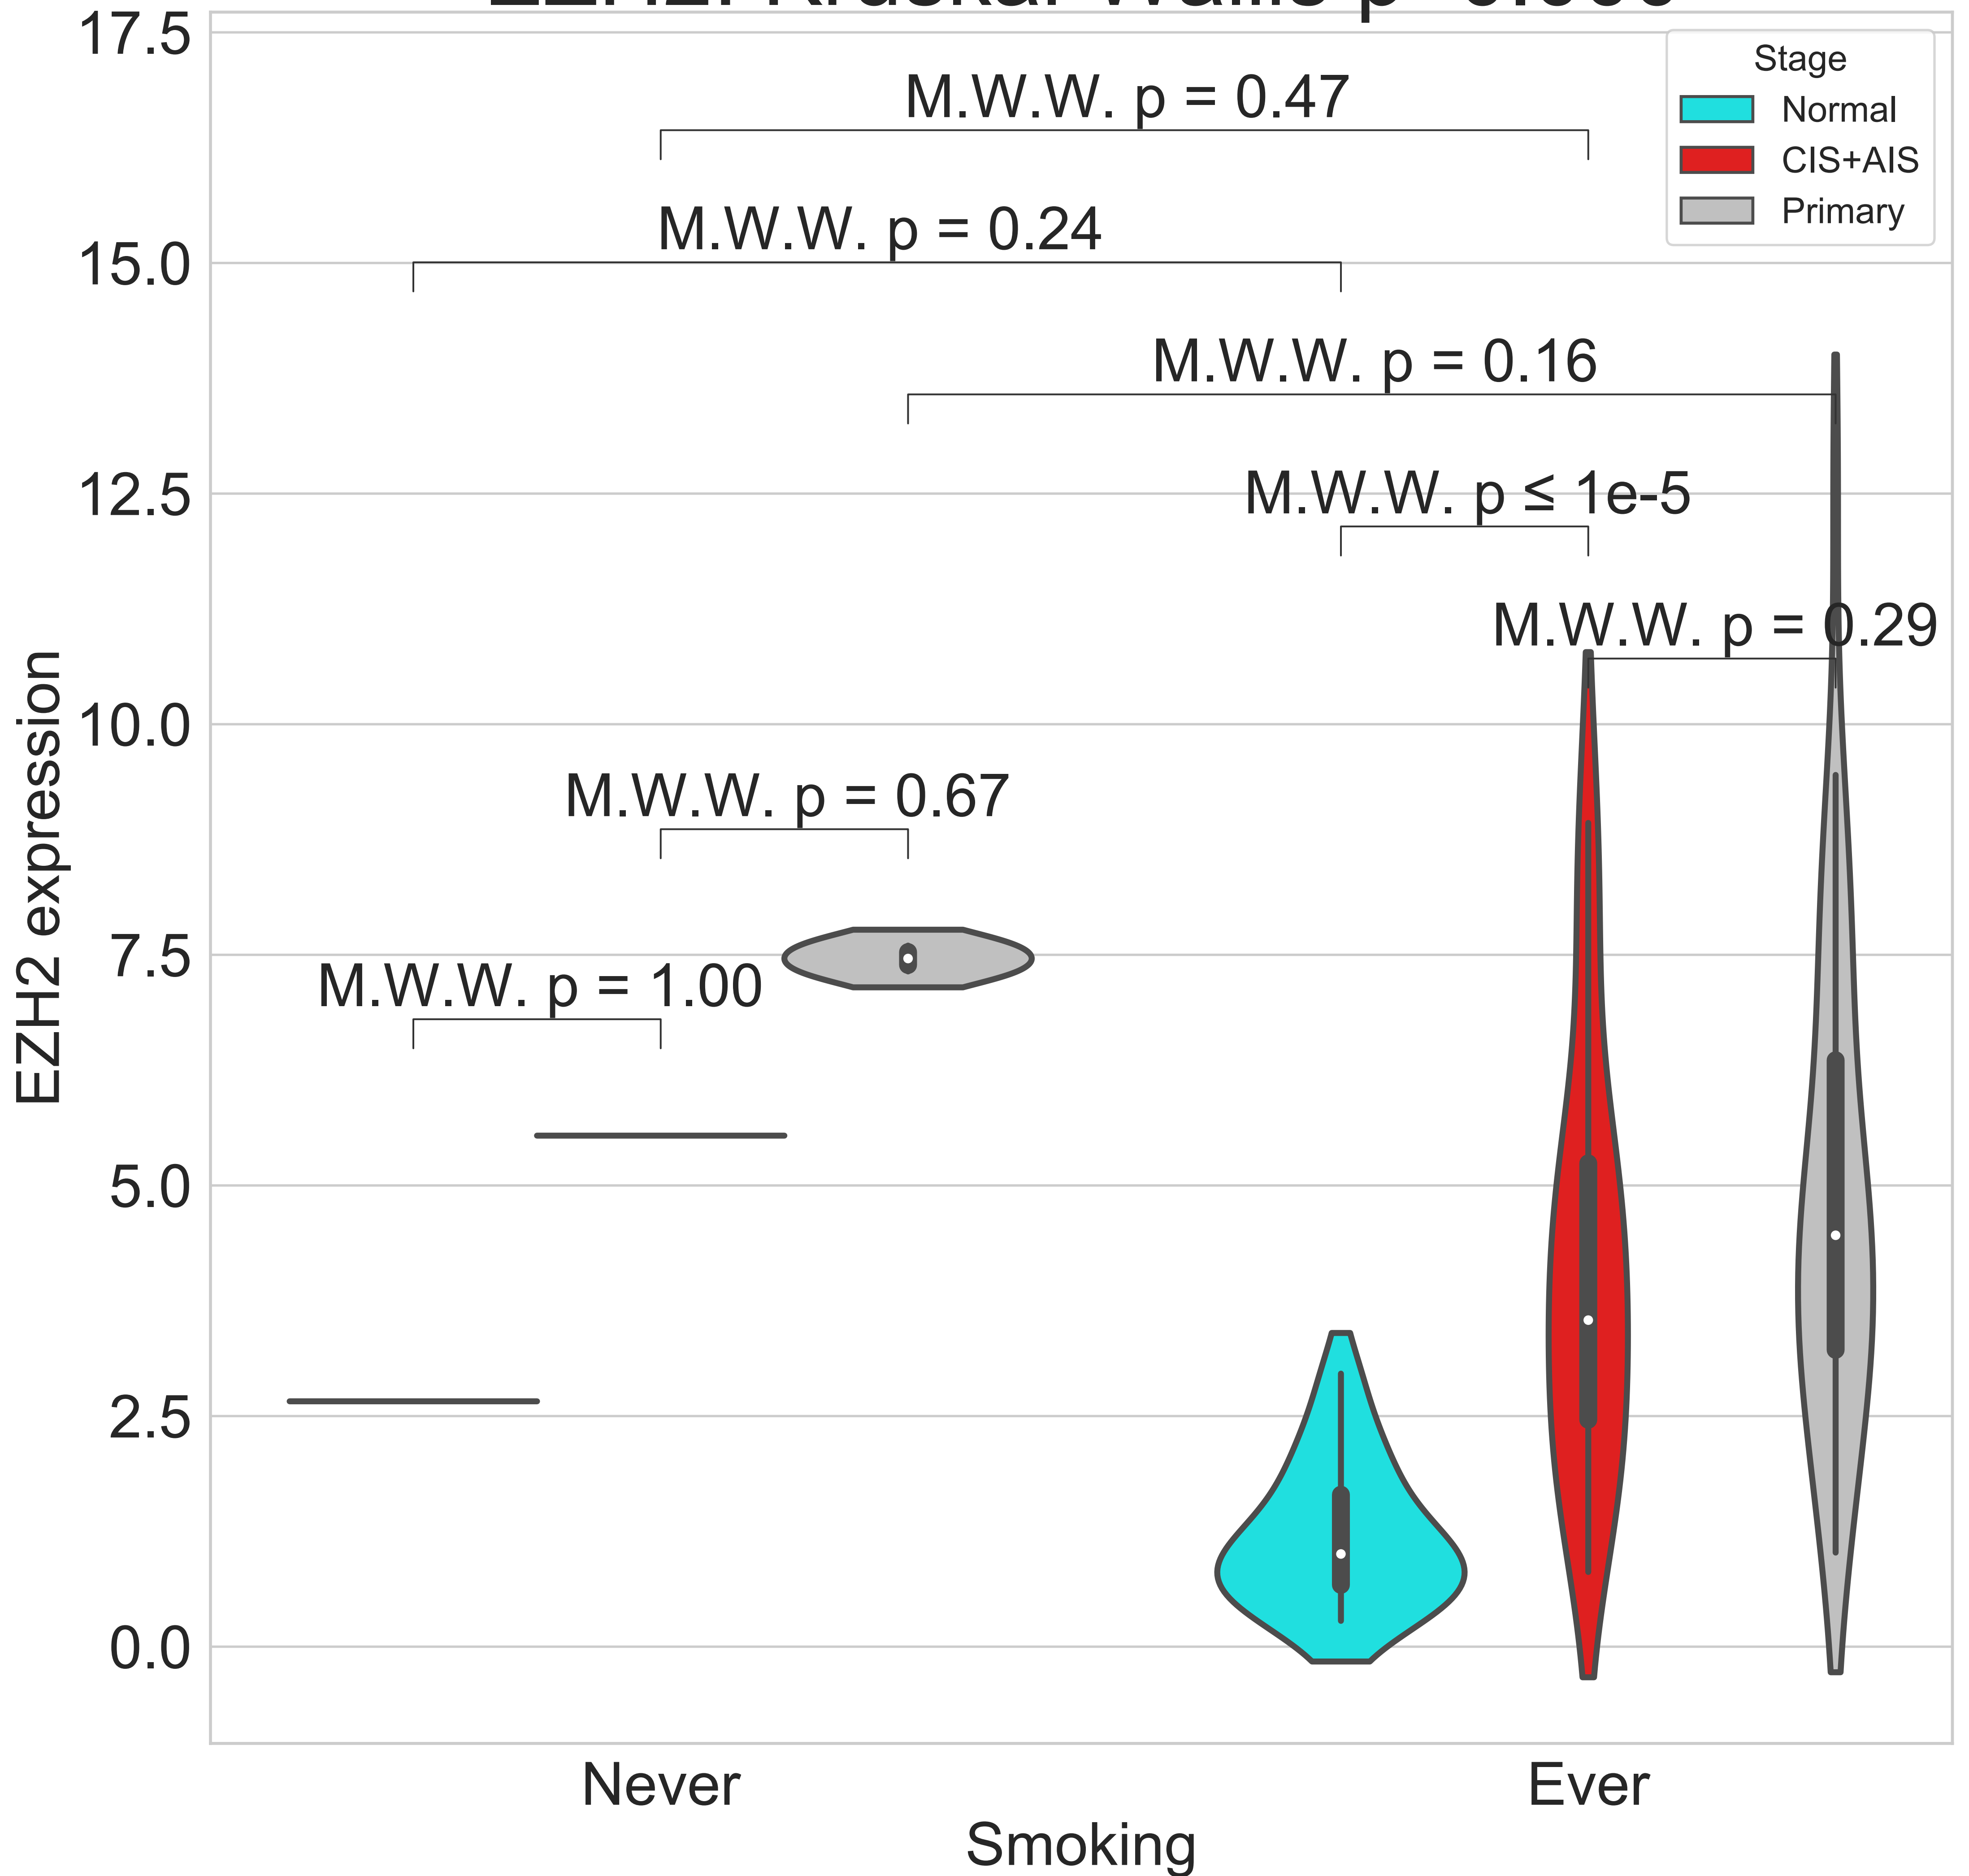 17.5
15.0
12.5
10.0
7.5
5.0
2.5
0.0
EZH2 expression
Stage
Normal
CIS+AIS
Primary
M.W.W. p = 0.47
M.W.W. p = 0.24
M.W.W. p = 0.16
M.W.W. p ≤ 1e-5
M.W.W. p = 0.29
M.W.W. p = 0.67
M.W.W. p = 1.00
Never
Ever
Smoking